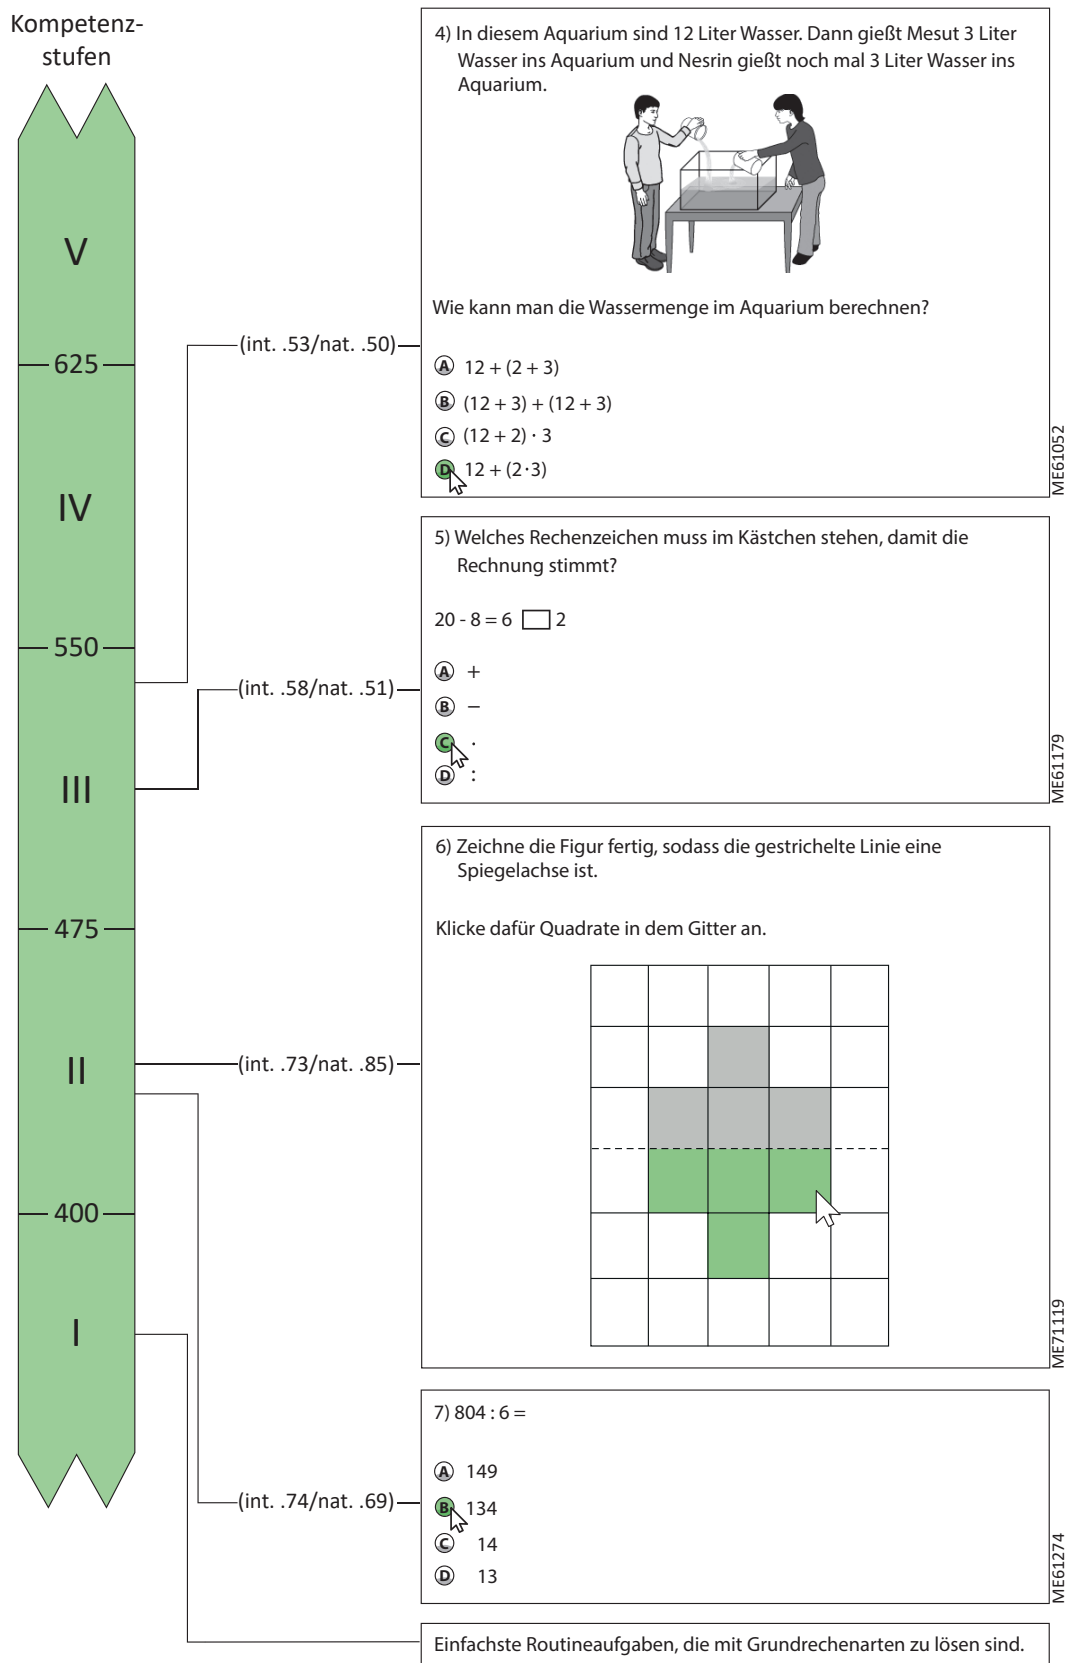 Kompetenz-
stufen
V
625
IV
550
III
475
II
400
I
(int. .53/nat. .50)
(int. .58/nat. .51)
(int. .73/nat. .85)
(int. .74/nat. .69)
4) In diesem Aquarium sind 12 Liter Wasser. Dann gießt Mesut 3 Liter
Wasser ins Aquarium und Nesrin gießt noch mal 3 Liter Wasser ins
Aquarium.
Wie kann man die Wassermenge im Aquarium berechnen?
A 12 + (2 + 3)
B (12 + 3) + (12 + 3)
C (12 + 2) · 3
D 12 + (2·3)
ME61052
5) Welches Rechenzeichen muss im Kästchen stehen, damit die
Rechnung stimmt?
20 - 8 = 6 □ 2
A +
B −
C ·
D :
ME61179
6) Zeichne die Figur fertig, sodass die gestrichelte Linie eine
Spiegelachse ist.
Klicke dafür Quadrate in dem Gitter an.
ME71119
7) 804 : 6 =
A 149
B 134
C 14
D 13
ME61274
Einfachste Routineaufgaben, die mit Grundrechenarten zu lösen sind.